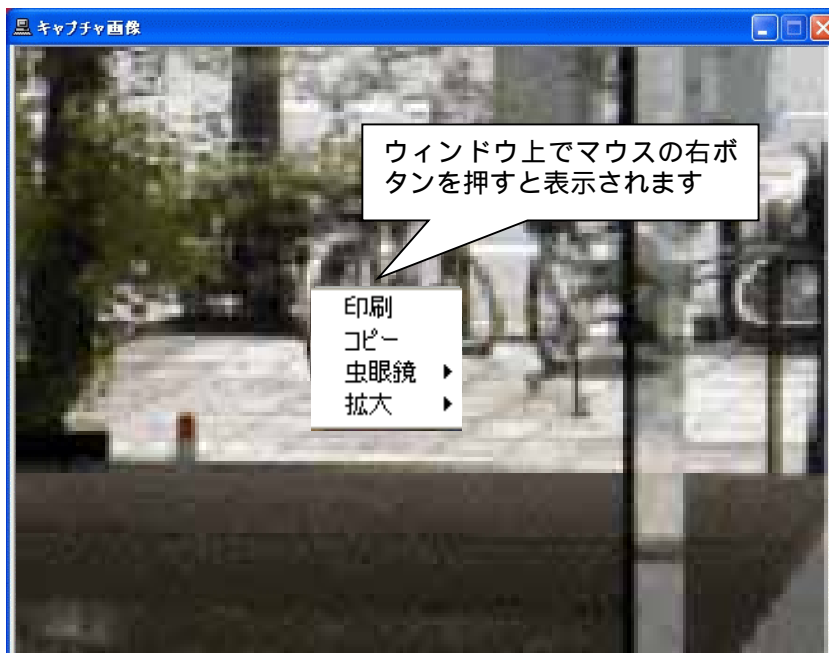 キャプチャ画像
ウィンドウ上でマウスの右ボ
タンを押すと表示されます
印刷
コピー
虫眼鏡
拡大